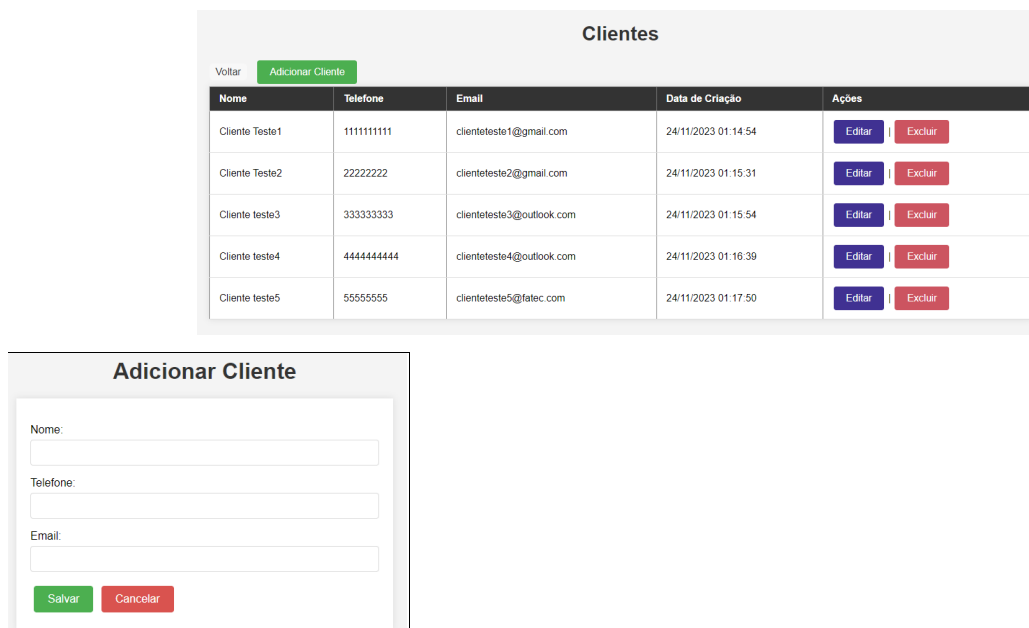 Clientes
Voltar Adicionar Cliente
Nome Telefone Email Data de Criação Ações
Cliente Teste1 1111111111 clienteteste1@gmail.com 24/11/2023 01:14:54 Editar | Excluir
Cliente Teste2 22222222 clienteteste2@gmail.com 24/11/2023 01:15:31 Editar | Excluir
Cliente teste3 333333333 clienteteste3@outlook.com 24/11/2023 01:15:54 Editar | Excluir
Cliente teste4 4444444444 clienteteste4@outlook.com 24/11/2023 01:16:39 Editar | Excluir
Cliente teste5 55555555 clienteteste5@fatec.com 24/11/2023 01:17:50 Editar | Excluir
Adicionar Cliente
Nome:
Telefone:
Email:
Salvar Cancelar